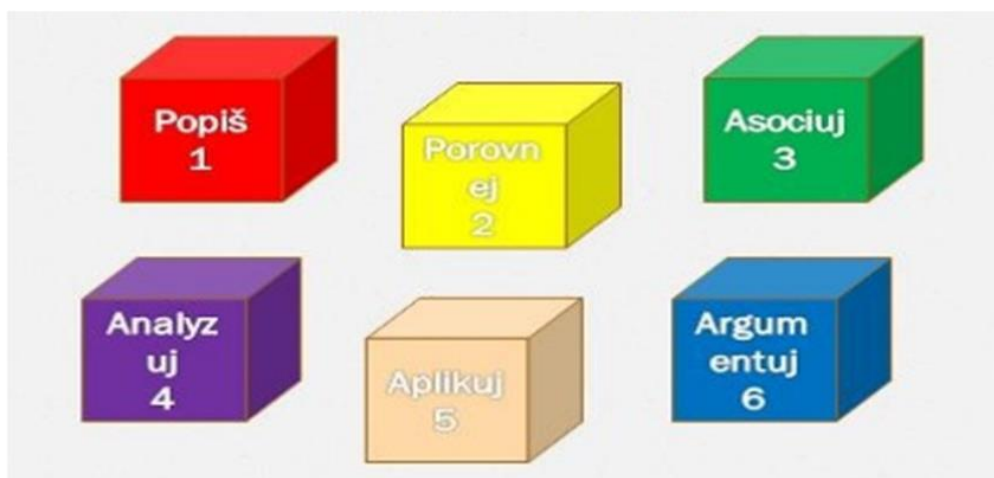 Popiš
1
Porovn
ej
2
Asociuj
3
Analyz
uj
4
Aplikuj
5
Argum
entuj
6